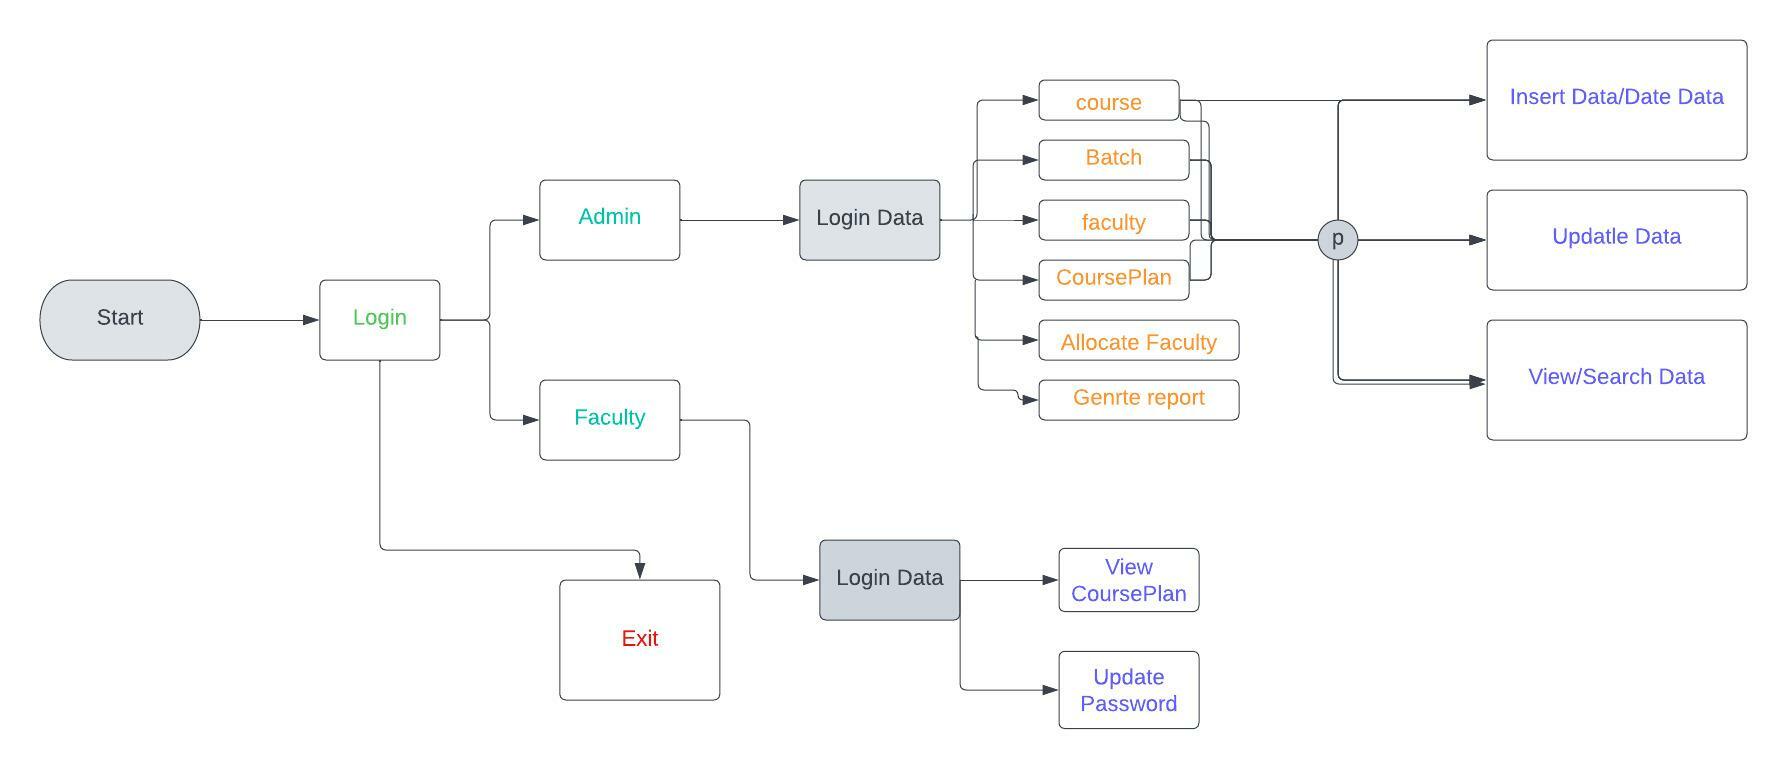 Start
Login
Admin
Faculty
Exit
Login Data
course
Batch
faculty
CoursePlan
Allocate Faculty
Genrte report
p
Insert Data/Date Data
Updatle Data
View/Search Data
Login Data
View
CoursePlan
Update
Password